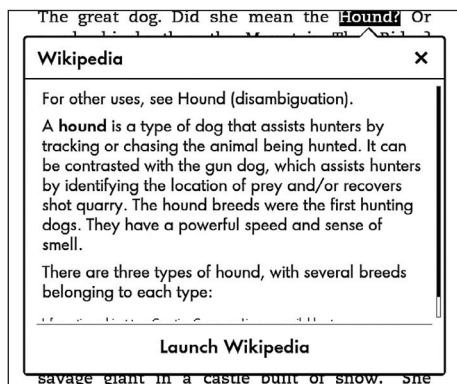 The great dog. Did she mean the Hound? Or
Wikipedia
×
For other uses, see Hound (disambiguation).
A hound is a type of dog that assists hunters by
tracking or chasing the animal being hunted. It can
be contrasted with the gun dog, which assists hunters
by identifying the location of prey and/or recovers
shot quarry. The hound breeds were the first hunting
dogs. They have a powerful speed and sense of
smell.
There are three types of hound, with several breeds
belonging to each type:
Launch Wikipedia
savage giant in a castle built of snow. She